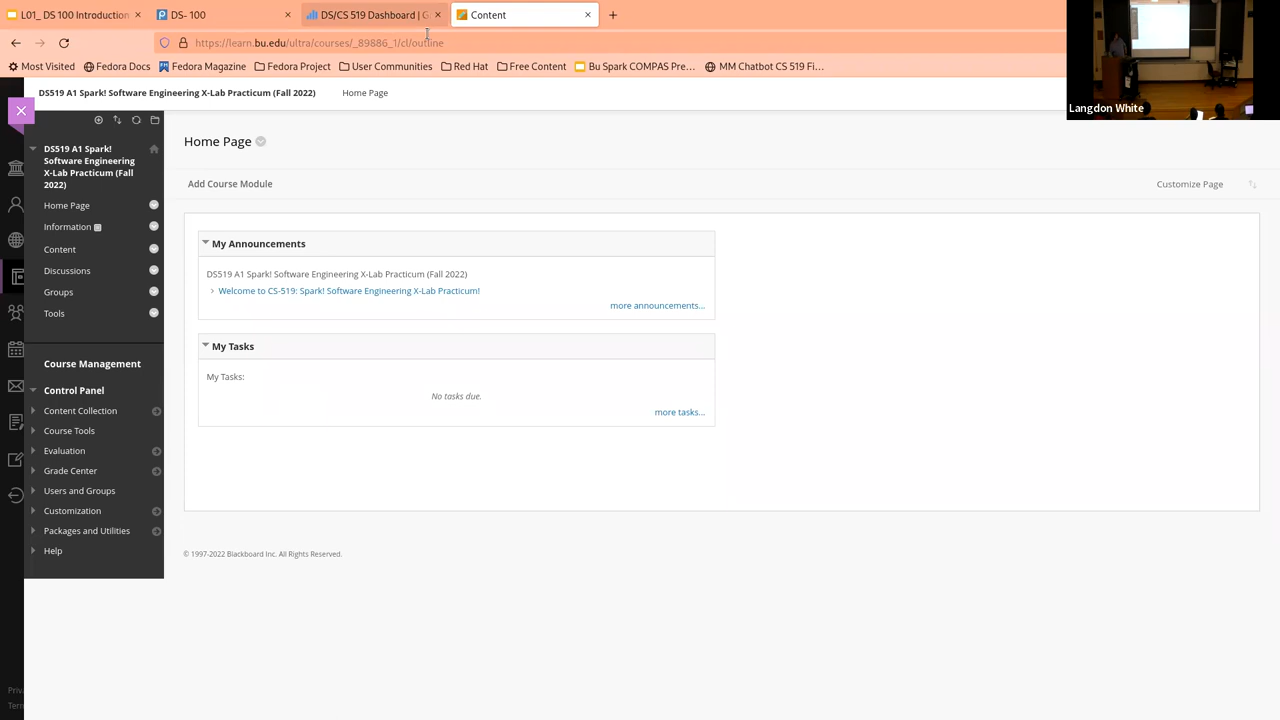 L01_ DS 100 Introduction
DS- 100
DS/CS 519 Dashboard | G
Content
https://learn.bu.edu/ultra/courses/_89886_1/cl/outline
Most Visited
Fedora Docs
Fedora Magazine
Fedora Project
User Communities
Red Hat
Free Content
Bu Spark COMPAS Pre…
MM Chatbot CS 519 Fi…
Langdon White
DS519 A1 Spark! Software Engineering X-Lab Practicum (Fall 2022)
Home Page
DS519 A1 Spark!
Software Engineering
X-Lab Practicum (Fall
2022)
Home Page
Information
Content
Discussions
Groups
Tools
Course Management
Control Panel
Content Collection
Course Tools
Evaluation
Grade Center
Users and Groups
Customization
Packages and Utilities
Help
Priv
Tern
Home Page
Add Course Module
Customize Page
My Announcements
DS519 A1 Spark! Software Engineering X-Lab Practicum (Fall 2022)
Welcome to CS-519: Spark! Software Engineering X-Lab Practicum!
more announcements...
My Tasks
My Tasks:
No tasks due.
more tasks...
© 1997-2022 Blackboard Inc. All Rights Reserved.